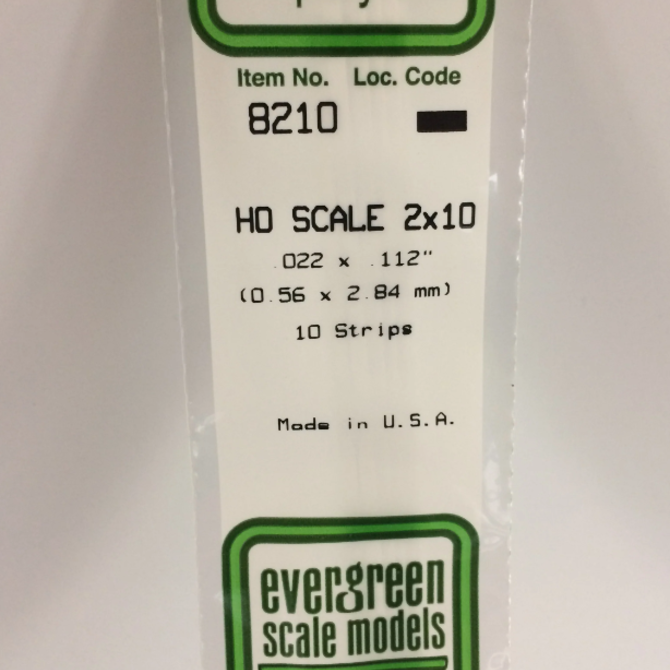 Item No. Loc. Code
8210
HO SCALE 2x10
.022 x .112"
(0.56 x 2.84 mm)
10 Strips
Made in U.S.A.
evergreen
scale models